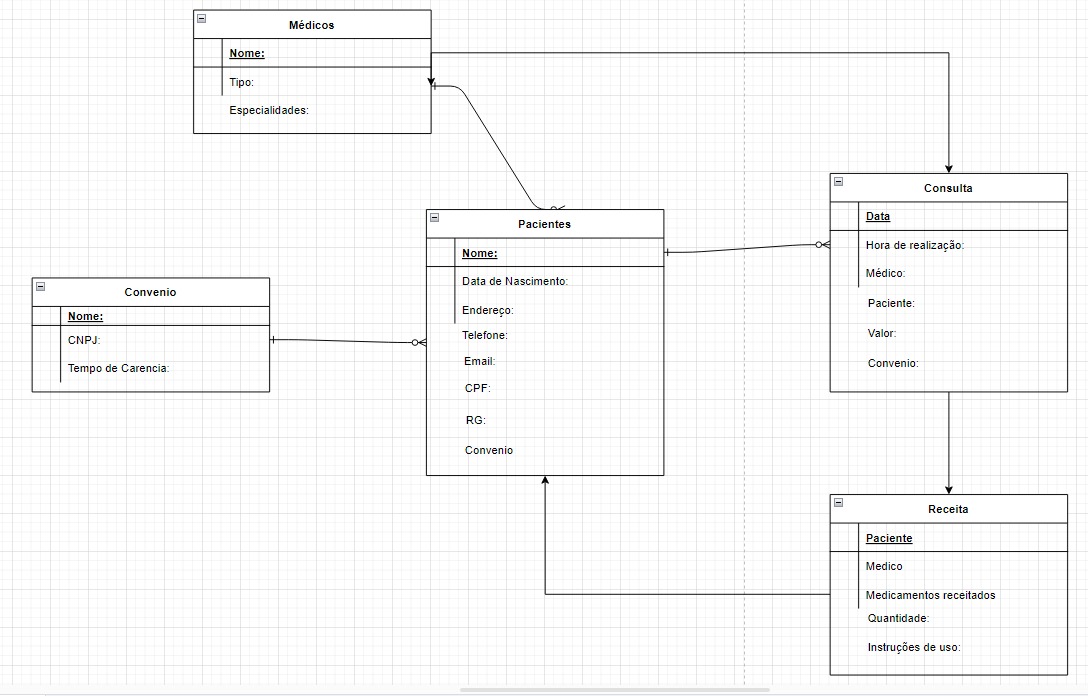 Médicos
Nome:
Tipo:
Especialidades:
Pacientes
Nome:
Data de Nascimento:
Endereço:
Telefone:
Email:
CPF:
RG:
Convenio
Convenio
Nome:
CNPJ:
Tempo de Carencia:
Consulta
Data
Hora de realização:
Médico:
Paciente:
Valor:
Convenio:
Receita
Paciente
Medico
Medicamentos receitados
Quantidade:
Instruções de uso: